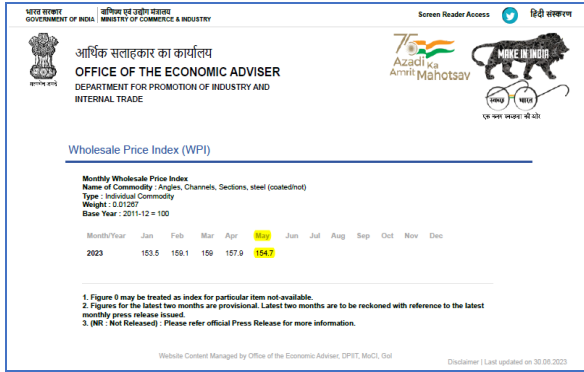 भारत सरकार
GOVERNMENT OF INDIA
वाणिज्य एवं उद्योग मंत्रालय
MINISTRY OF COMMERCE & INDUSTRY
Screen Reader Access
हिंदी संस्करण
आर्थिक सलाहकार का कार्यालय
OFFICE OF THE ECONOMIC ADVISER
DEPARTMENT FOR PROMOTION OF INDUSTRY AND
INTERNAL TRADE
75
Azadi Ka
Amrit Mahotsav
MAKE IN INDIA
स्वच्छ भारत
एक कदम स्वच्छता की ओर
Wholesale Price Index (WPI)
Monthly Wholesale Price Index
Name of Commodity : Angles, Channels, Sections, steel (coated/not)
Type : Individual Commodity
Weight : 0.01267
Base Year : 2011-12 = 100
Month/Year Jan Feb Mar Apr May Jun Jul Aug Sep Oct Nov Dec
2023 153.5 159.1 159 157.9 154.7
1. Figure 0 may be treated as index for particular item not-available.
2. Figures for the latest two months are provisional. Latest two months are to be reckoned with reference to the latest
monthly press release issued.
3. (NR : Not Released) : Please refer official Press Release for more information.
Website Content Managed by Office of the Economic Adviser, DPIIT, MoCI, GoI
Disclaimer | Last updated on 30.06.2023